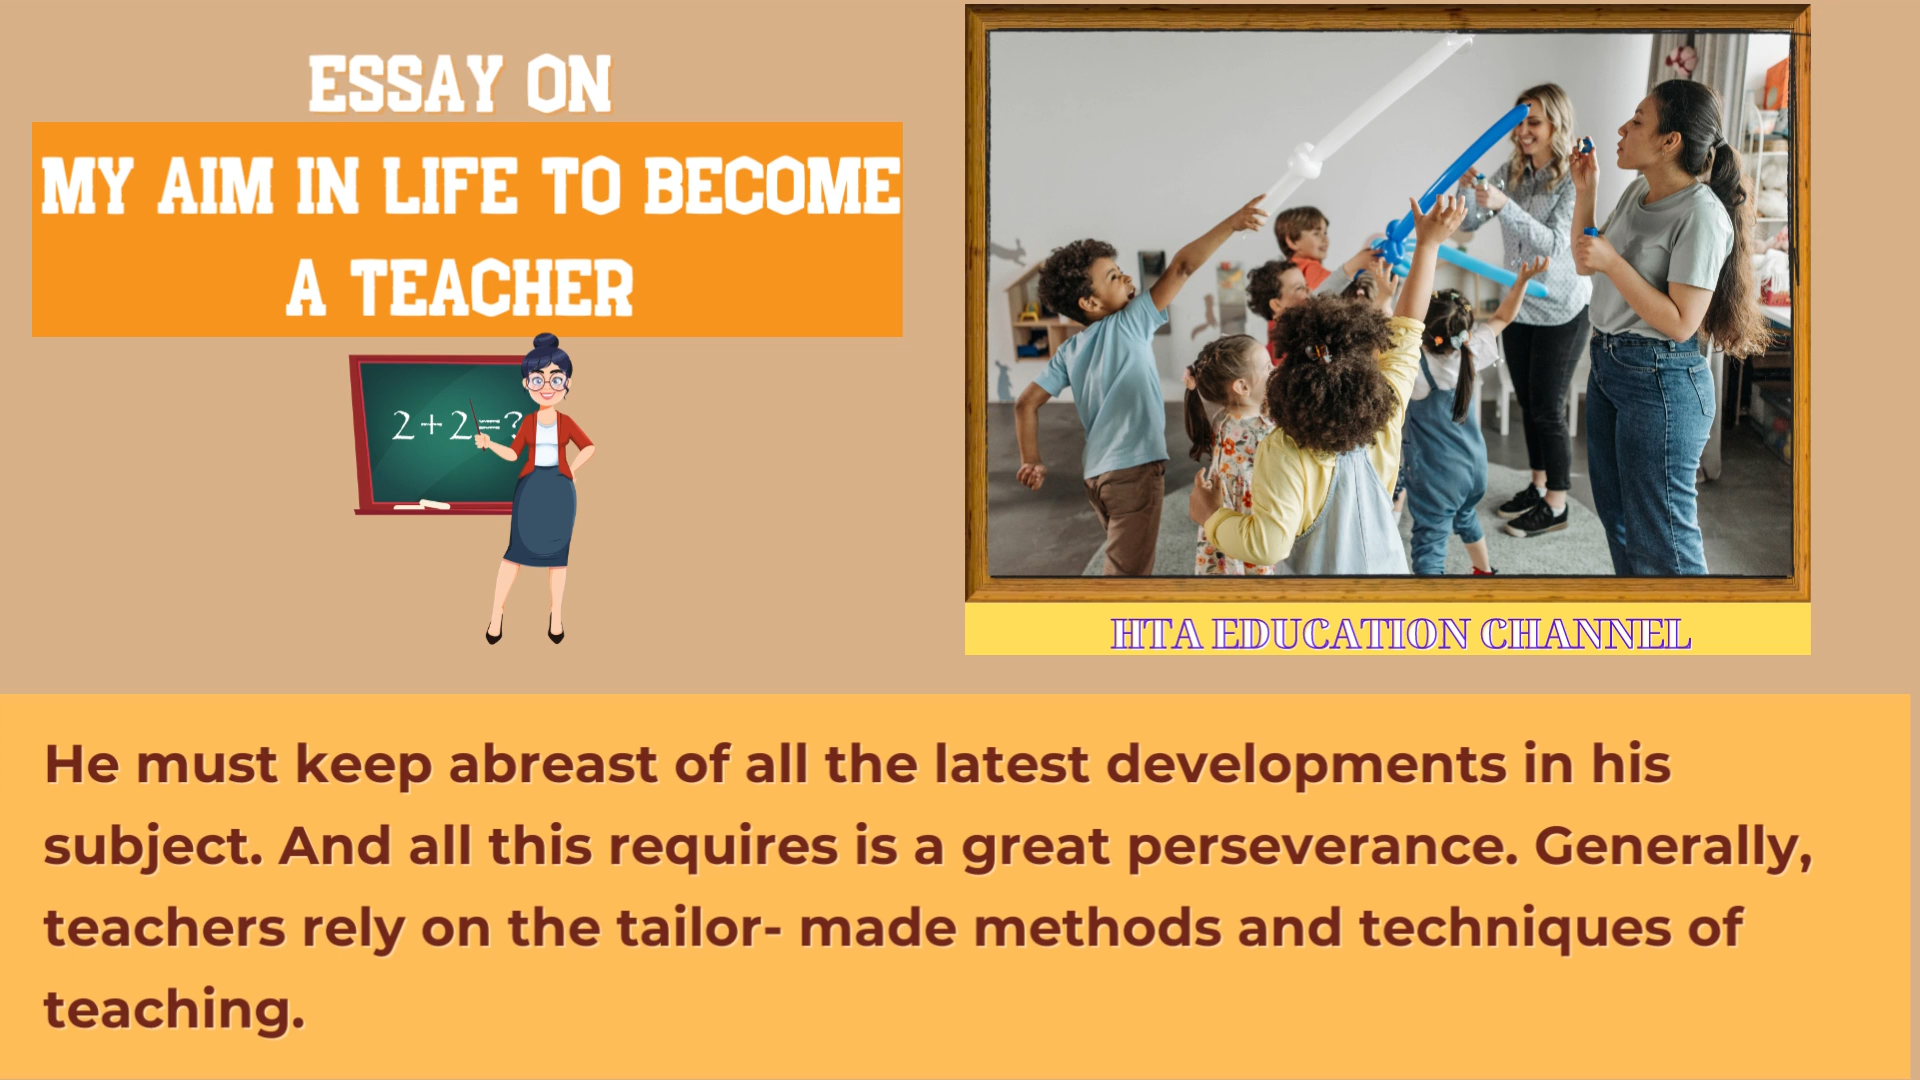 ESSAY ON
MY AIM IN LIFE TO BECOME
A TEACHER
2+2=?
HTA EDUCATION CHANNEL
He must keep abreast of all the latest developments in his
subject. And all this requires is a great perseverance. Generally,
teachers rely on the tailor- made methods and techniques of
teaching.